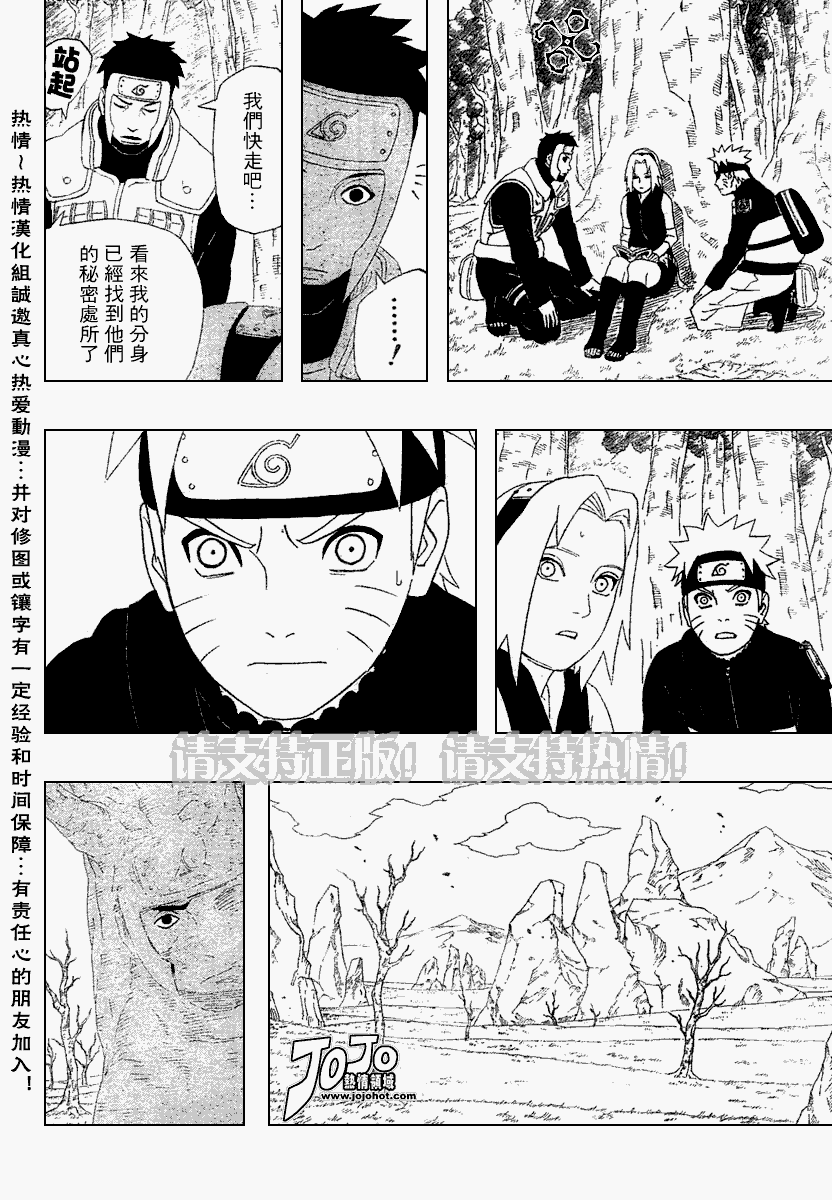 ……！
我們快走吧…
站起
看來我的分身
已經找到他們
的秘密處所了
请支持正版！ 请支持热情！
JOJO
熱情領域
www.jojohot.com
热情～热情漢化組誠邀真心热爱動漫…并对修图或镶字有一定经验和时间保障…有责任心的朋友加入！